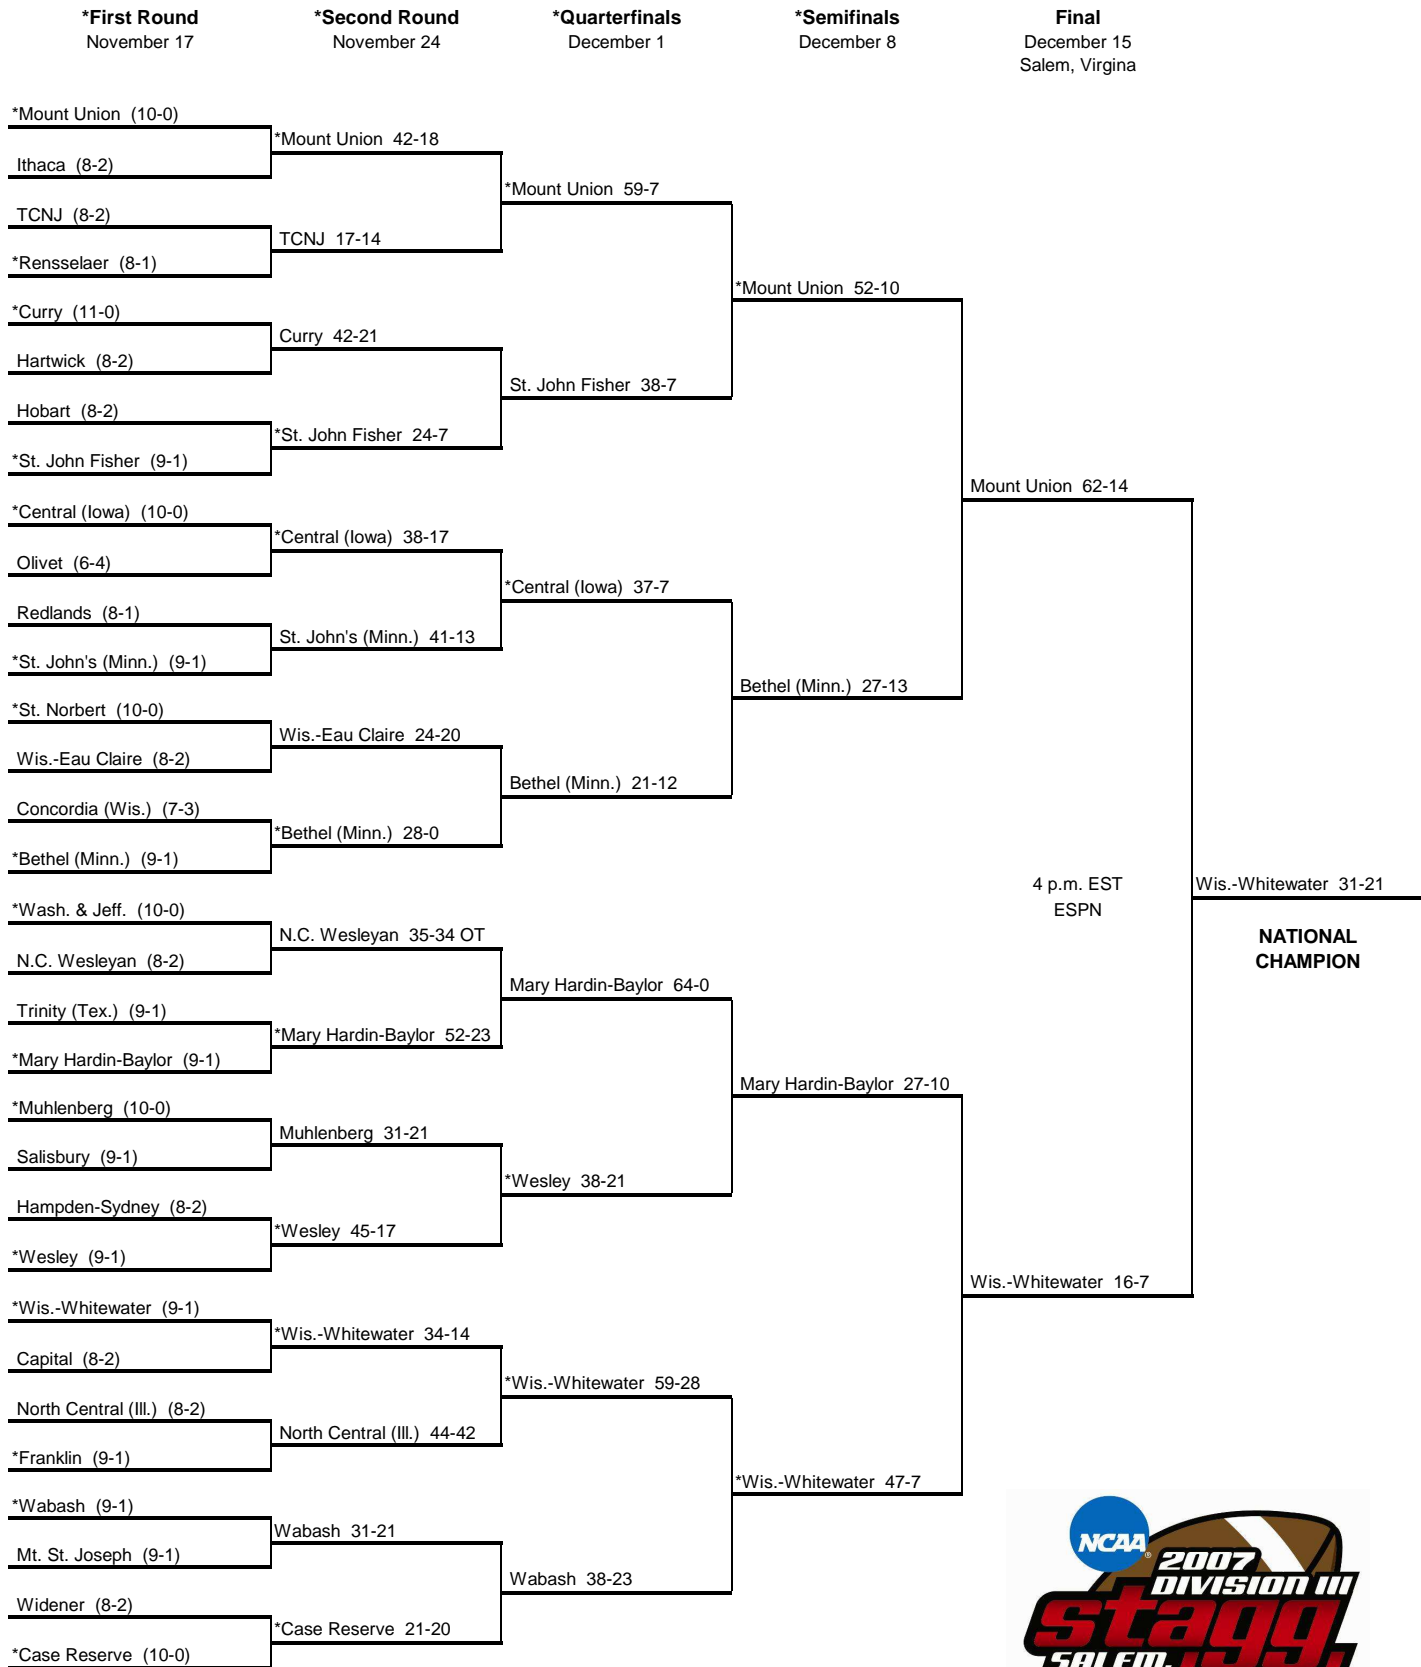 *First Round
November 17
*Second Round
November 24
*Quarterfinals
December 1
*Semifinals
December 8
Final
December 15
Salem, Virgina
*Mount Union (10-0)
Ithaca (8-2)
TCNJ (8-2)
*Rensselaer (8-1)
*Curry (11-0)
Hartwick (8-2)
Hobart (8-2)
*St. John Fisher (9-1)
*Central (Iowa) (10-0)
Olivet (6-4)
Redlands (8-1)
*St. John's (Minn.) (9-1)
*St. Norbert (10-0)
Wis.-Eau Claire (8-2)
Concordia (Wis.) (7-3)
*Bethel (Minn.) (9-1)
*Wash. & Jeff. (10-0)
N.C. Wesleyan (8-2)
Trinity (Tex.) (9-1)
*Mary Hardin-Baylor (9-1)
*Muhlenberg (10-0)
Salisbury (9-1)
Hampden-Sydney (8-2)
*Wesley (9-1)
*Wis.-Whitewater (9-1)
Capital (8-2)
North Central (Ill.) (8-2)
*Franklin (9-1)
*Wabash (9-1)
Mt. St. Joseph (9-1)
Widener (8-2)
*Case Reserve (10-0)
*Mount Union 42-18
TCNJ 17-14
Curry 42-21
*St. John Fisher 24-7
*Central (Iowa) 38-17
St. John's (Minn.) 41-13
Wis.-Eau Claire 24-20
*Bethel (Minn.) 28-0
N.C. Wesleyan 35-34 OT
*Mary Hardin-Baylor 52-23
Muhlenberg 31-21
*Wesley 45-17
*Wis.-Whitewater 34-14
North Central (Ill.) 44-42
Wabash 31-21
*Case Reserve 21-20
*Mount Union 59-7
St. John Fisher 38-7
*Central (Iowa) 37-7
Bethel (Minn.) 21-12
Mary Hardin-Baylor 64-0
*Wesley 38-21
*Wis.-Whitewater 59-28
Wabash 38-23
*Mount Union 52-10
Bethel (Minn.) 27-13
Mary Hardin-Baylor 27-10
*Wis.-Whitewater 47-7
Mount Union 62-14
Wis.-Whitewater 16-7
4 p.m. EST
ESPN
Wis.-Whitewater 31-21
NATIONAL
CHAMPION
NCAA
2007
DIVISION III
stagg
SALEM,